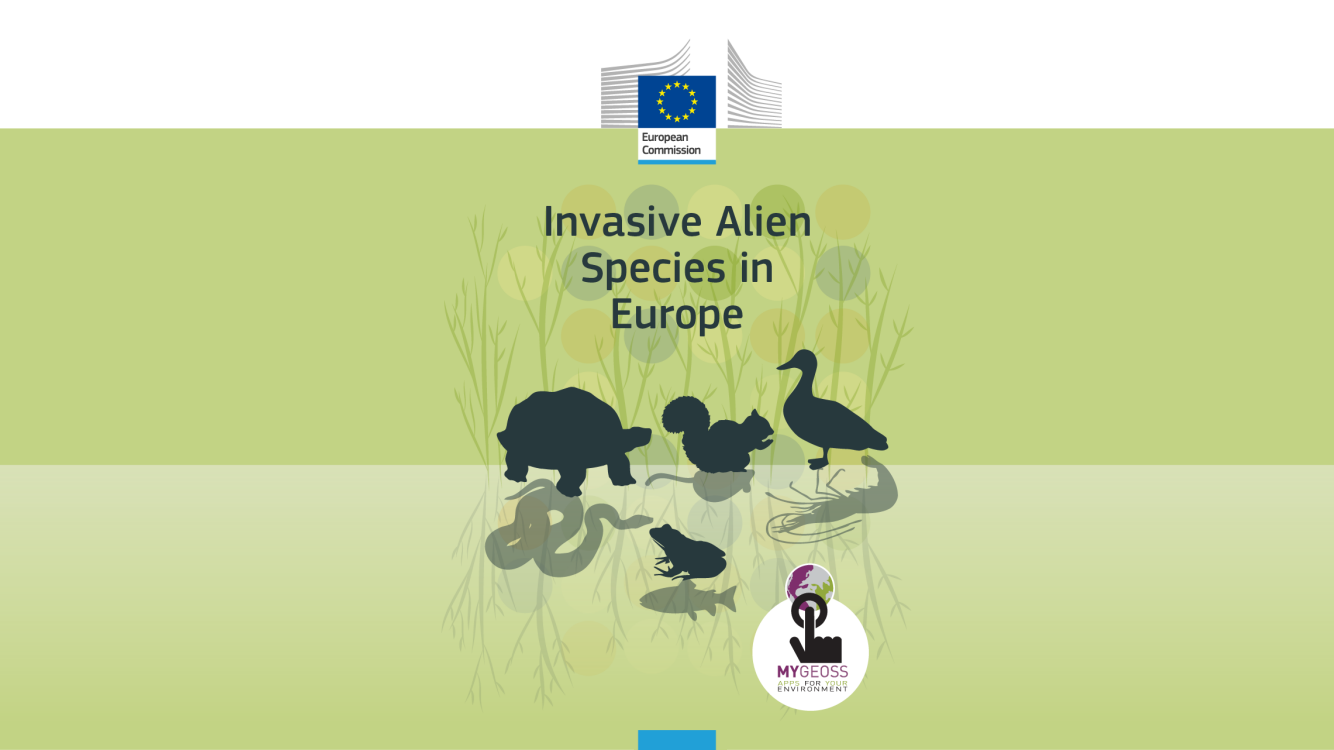 European
Commission
Invasive Alien
Species in
Europe
MYGEOSS
APPS FOR YOUR
ENVIRONMENT